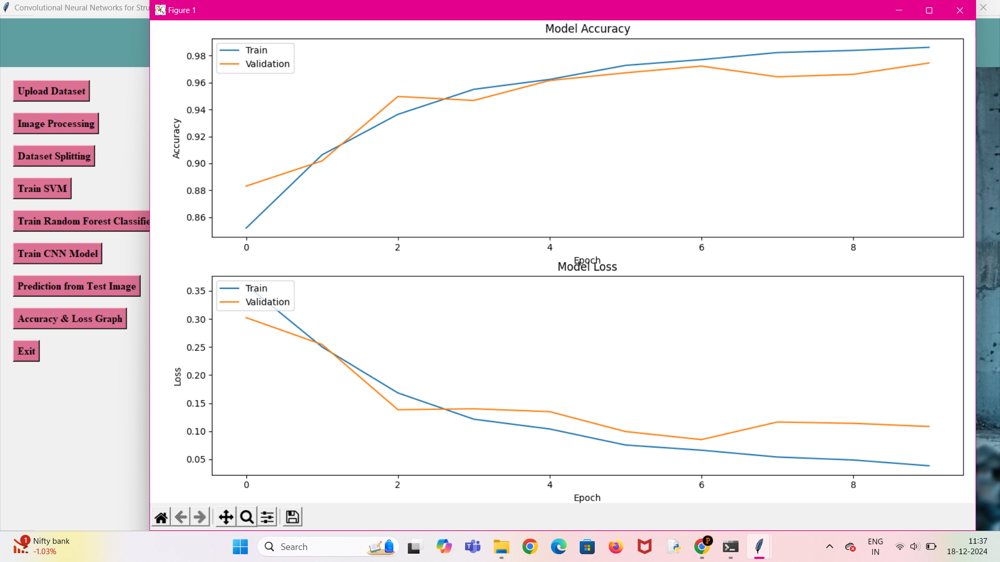 Convolutional Neural Networks for Stru
Figure 1
Upload Dataset
Image Processing
Dataset Splitting
Train SVM
Train Random Forest Classifie
Train CNN Model
Prediction from Test Image
Accuracy & Loss Graph
Exit
Model Accuracy
Train
Validation
0.98
0.96
0.94
0.92
0.90
0.88
0.86
Accuracy
0 2 4 6 8
Epoch
Model Loss
Train
Validation
0.35
0.30
0.25
0.20
0.15
0.10
0.05
Loss
0 2 4 6 8
Epoch
1
Nifty bank
-1.03%
Search
P
ENG
IN
11:37
18-12-2024